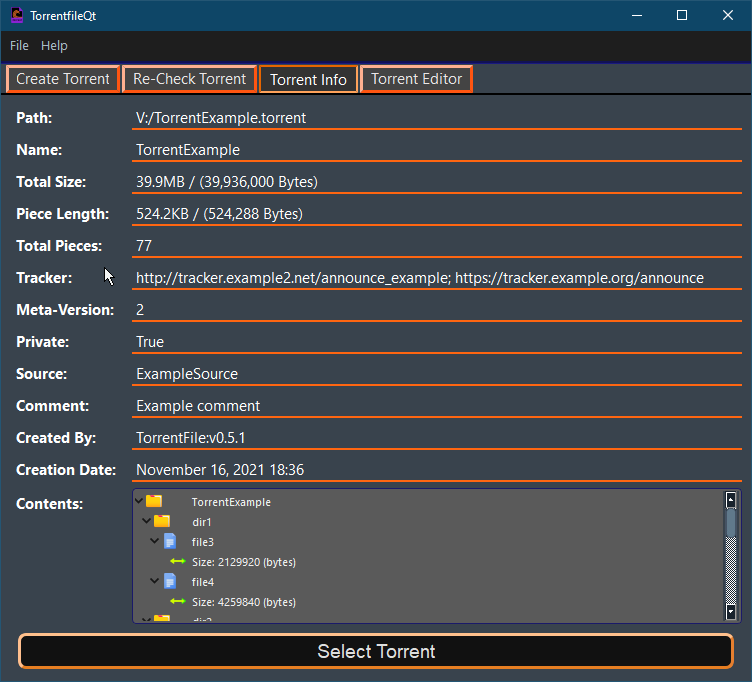 TorrentfileQt
File Help
Create Torrent Re-Check Torrent Torrent Info Torrent Editor
Path: V:/TorrentExample.torrent
Name: TorrentExample
Total Size: 39.9MB / (39,936,000 Bytes)
Piece Length: 524.2KB / (524,288 Bytes)
Total Pieces: 77
Tracker: http://tracker.example2.net/announce_example; https://tracker.example.org/announce
Meta-Version: 2
Private: True
Source: ExampleSource
Comment: Example comment
Created By: TorrentFile:v0.5.1
Creation Date: November 16, 2021 18:36
Contents: TorrentExample
dir1
file3
Size: 2129920 (bytes)
file4
Size: 4259840 (bytes)
Select Torrent